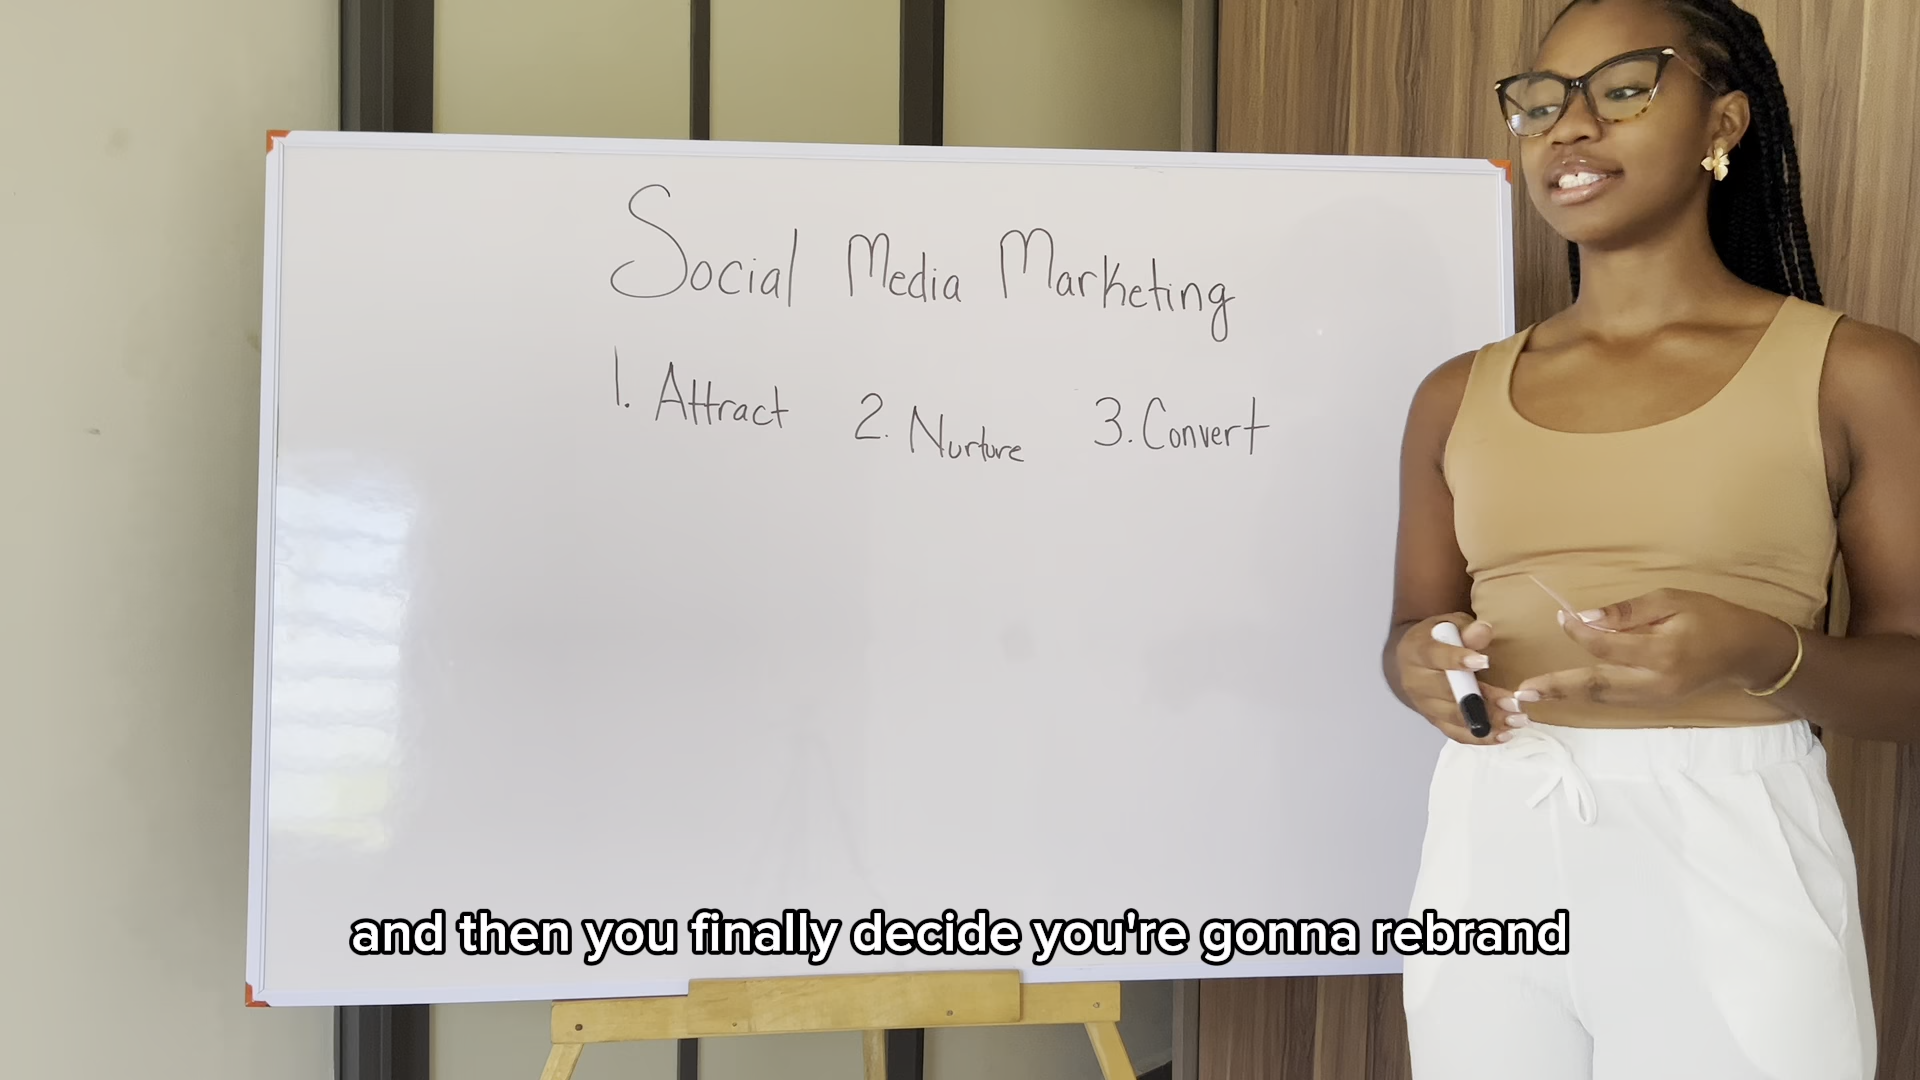 Social Media Marketing
1. Attract 2. Nurture 3. Convert
and then you finally decide you're gonna rebrand